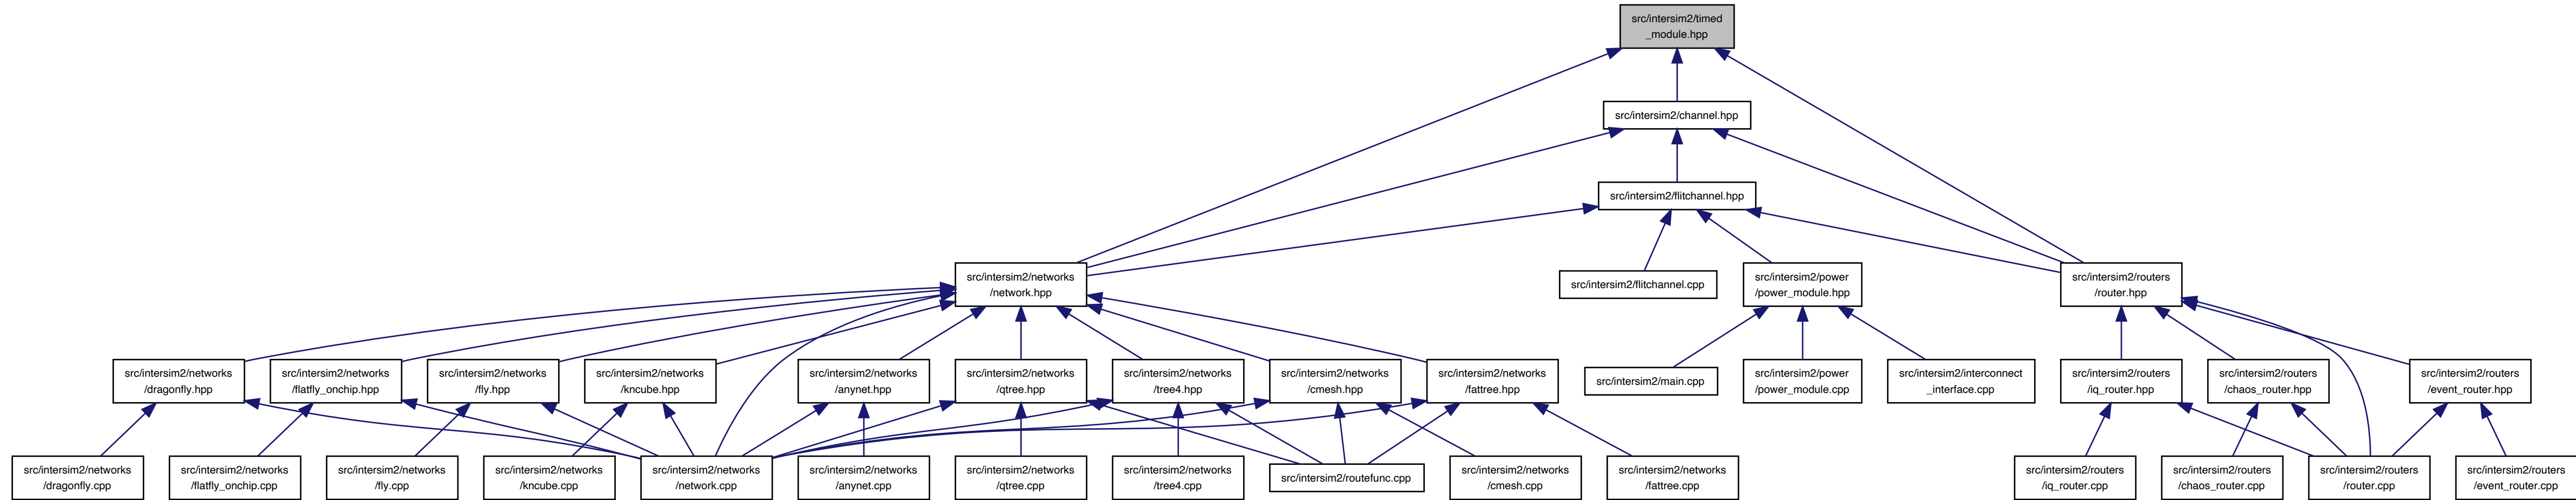 src/intersim2/timed
_module.hpp
src/intersim2/channel.hpp
src/intersim2/flitchannel.hpp
src/intersim2/networks
/network.hpp
src/intersim2/flitchannel.cpp
src/intersim2/power
/power_module.hpp
src/intersim2/routers
/router.hpp
src/intersim2/networks
/dragonfly.hpp
src/intersim2/networks
/flatfly_onchip.hpp
src/intersim2/networks
/fly.hpp
src/intersim2/networks
/kncube.hpp
src/intersim2/networks
/anynet.hpp
src/intersim2/networks
/qtree.hpp
src/intersim2/networks
/tree4.hpp
src/intersim2/networks
/cmesh.hpp
src/intersim2/networks
/fattree.hpp
src/intersim2/main.cpp
src/intersim2/power
/power_module.cpp
src/intersim2/interconnect
_interface.cpp
src/intersim2/routers
/iq_router.hpp
src/intersim2/routers
/chaos_router.hpp
src/intersim2/routers
/event_router.hpp
src/intersim2/networks
/dragonfly.cpp
src/intersim2/networks
/flatfly_onchip.cpp
src/intersim2/networks
/fly.cpp
src/intersim2/networks
/kncube.cpp
src/intersim2/networks
/network.cpp
src/intersim2/networks
/anynet.cpp
src/intersim2/networks
/qtree.cpp
src/intersim2/networks
/tree4.cpp
src/intersim2/routefunc.cpp
src/intersim2/networks
/cmesh.cpp
src/intersim2/networks
/fattree.cpp
src/intersim2/routers
/iq_router.cpp
src/intersim2/routers
/chaos_router.cpp
src/intersim2/routers
/router.cpp
src/intersim2/routers
/event_router.cpp